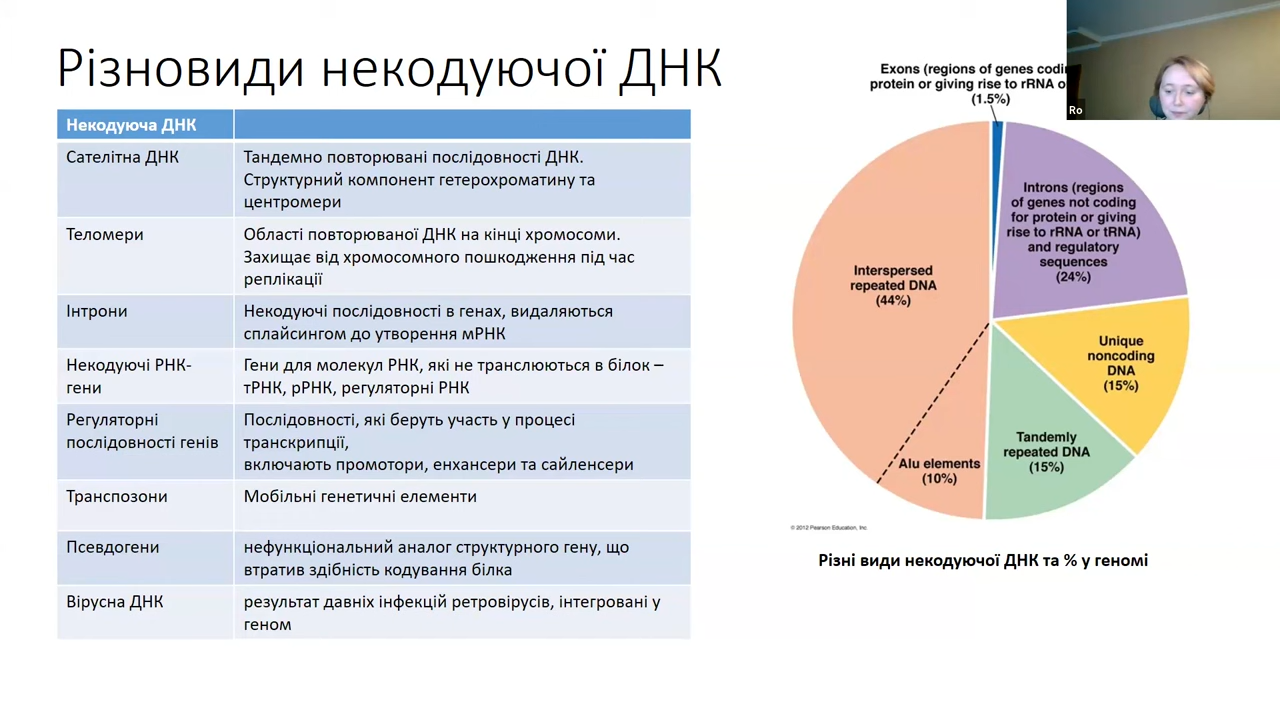 Різновиди некодуючої ДНК
Некодуюча ДНК
Сателітна ДНК
Тандемно повторювані послідовності ДНК.
Структурний компонент гетерохроматину та
центромери
Теломери
Області повторюваної ДНК на кінці хромосоми.
Захищає від хромосомного пошкодження під час
реплікації
Інтрони
Некодуючі послідовності в генах, видаляються
сплайсингом до утворення мРНК
Некодуючі РНК-
гени
Гени для молекул РНК, які не транслюються в білок –
тРНК, рРНК, регуляторні РНК
Регуляторні
послідовності генів
Послідовності, які беруть участь у процесі
транскрипції,
включають промотори, енхансери та сайленсери
Транспозони
Мобільні генетичні елементи
Псевдогени
нефункціональний аналог структурного гену, що
втратив здібність кодування білка
Вірусна ДНК
результат давніх інфекцій ретровірусів, інтегровані у
геном
Exons (regions of genes
protein or giving rise to rRNA
(1.5%)
Ro
Introns (regions
of genes not coding
for protein or giving
rise to rRNA or tRNA)
and regulatory
sequences
(24%)
Interspersed
repeated DNA
(44%)
Unique
noncoding
DNA
(15%)
Tandemly
repeated DNA
(15%)
Alu elements
(10%)
© 2012 Pearson Education, Inc.
Різні види некодуючої ДНК та % у геномі